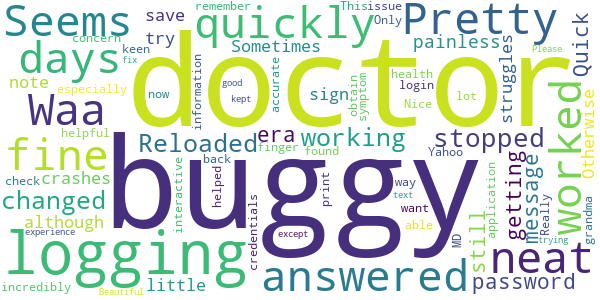 Seems
quickly
remember
This
issue
Only
Pretty
concern
save
days
try
keen
fix
Sometimes
painless
struggles
Quick
note
especially
doctor
now
information
good
kept
accurate
sign
obtain
symptom
health
login
Nice
lot
Please
Waa
Reloaded
era
working
stopped
worked
Otherwise
helpful
fine
crashes
check
interactive
back
finger
found
Yahoo
message
application
Really
grandma
changed
although
helped
buggy
print
way
text
want
able
getting
still
MD
trying
neat
experience
logging
credentials
except
answered
password
incredibly
little
Beautiful